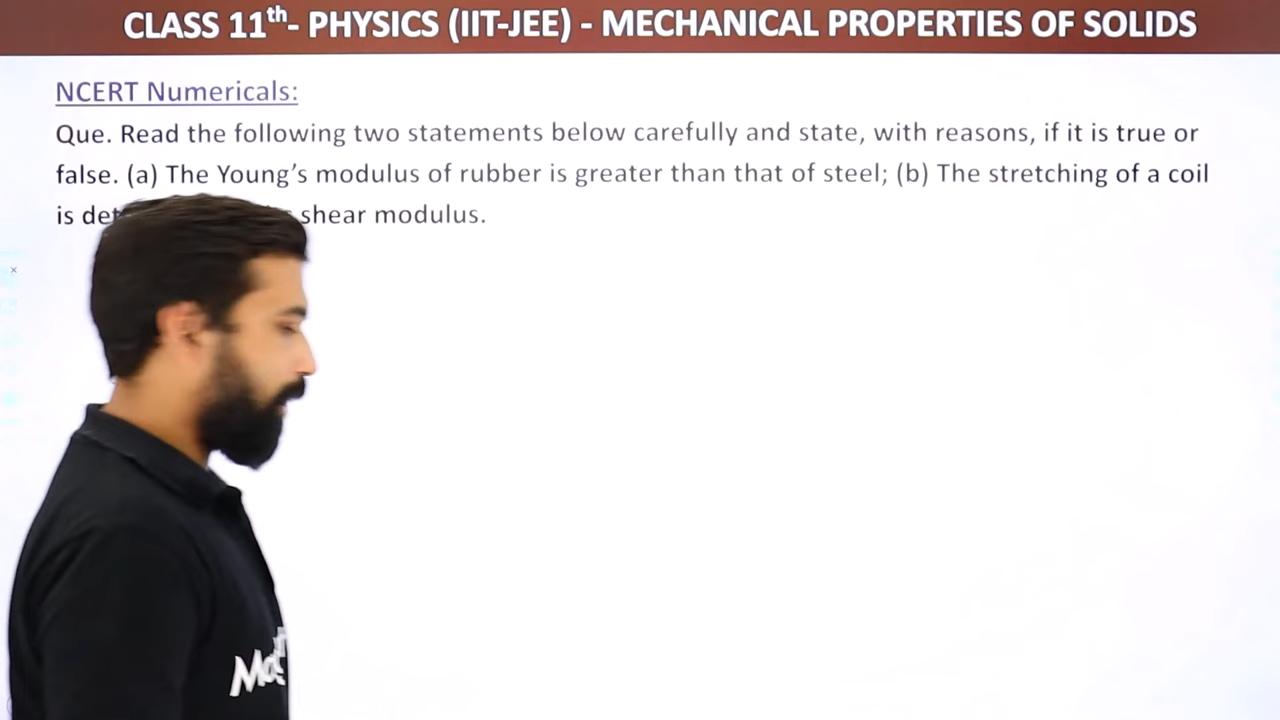 CLASS 11th- PHYSICS (IIT-JEE) - MECHANICAL PROPERTIES OF SOLIDS
NCERT Numericals:
Que. Read the following two statements below carefully and state, with reasons, if it is true or
false. (a) The Young's modulus of rubber is greater than that of steel; (b) The stretching of a coil
is shear modulus.